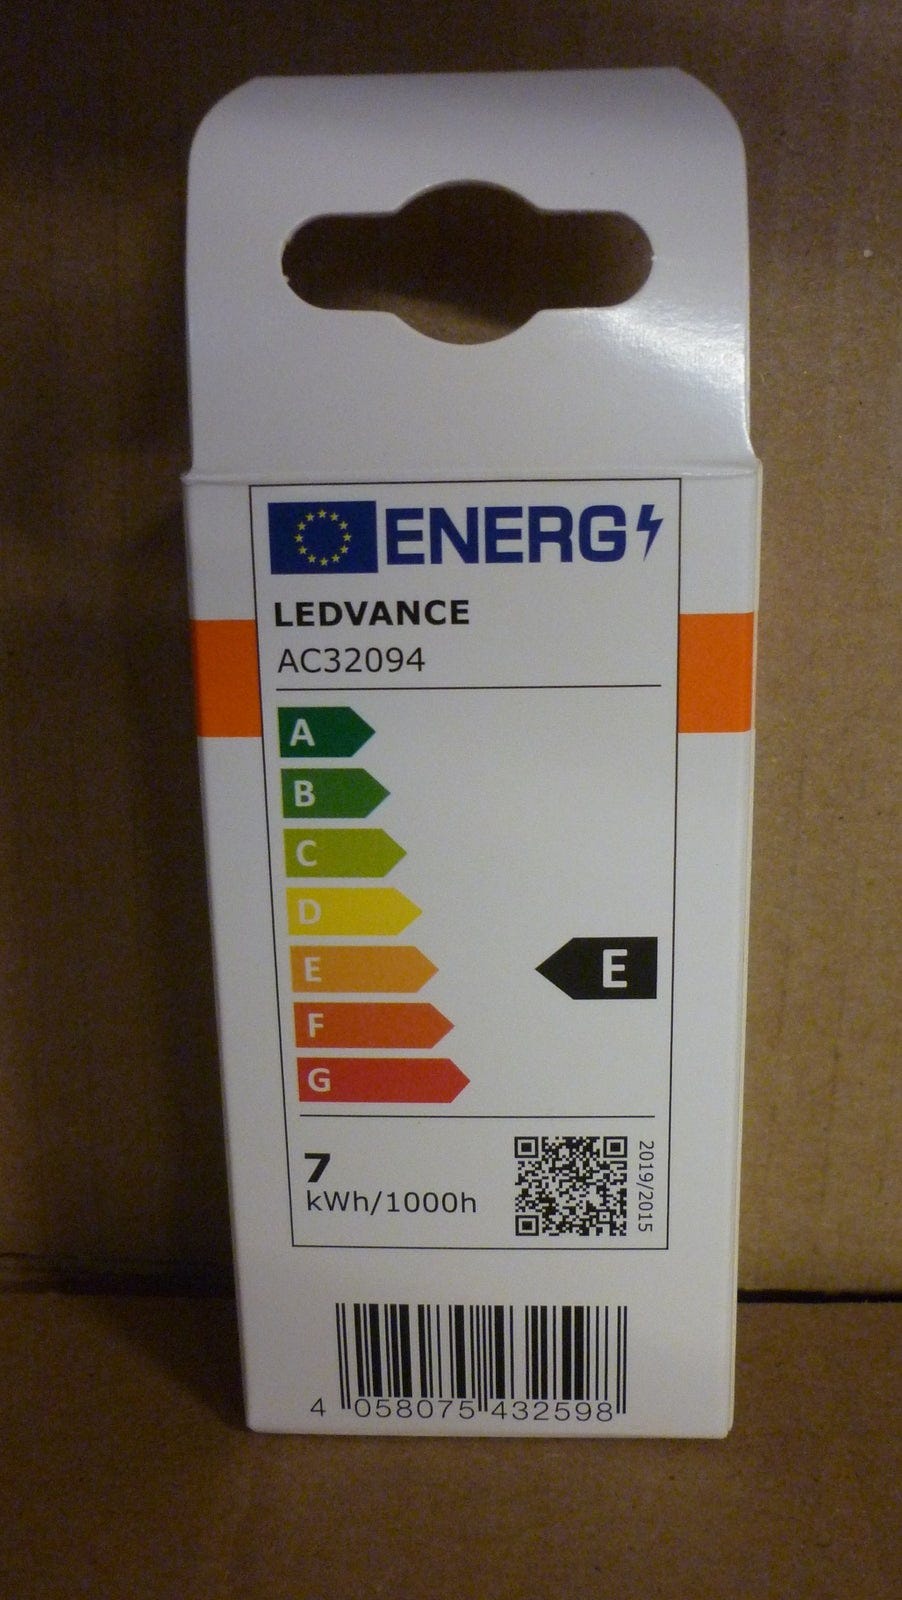 ENERG
LEDVANCE
AC32094
A
B
C
D
E
E
F
G
7
kWh/1000h
2019/2015
4 058075 432598